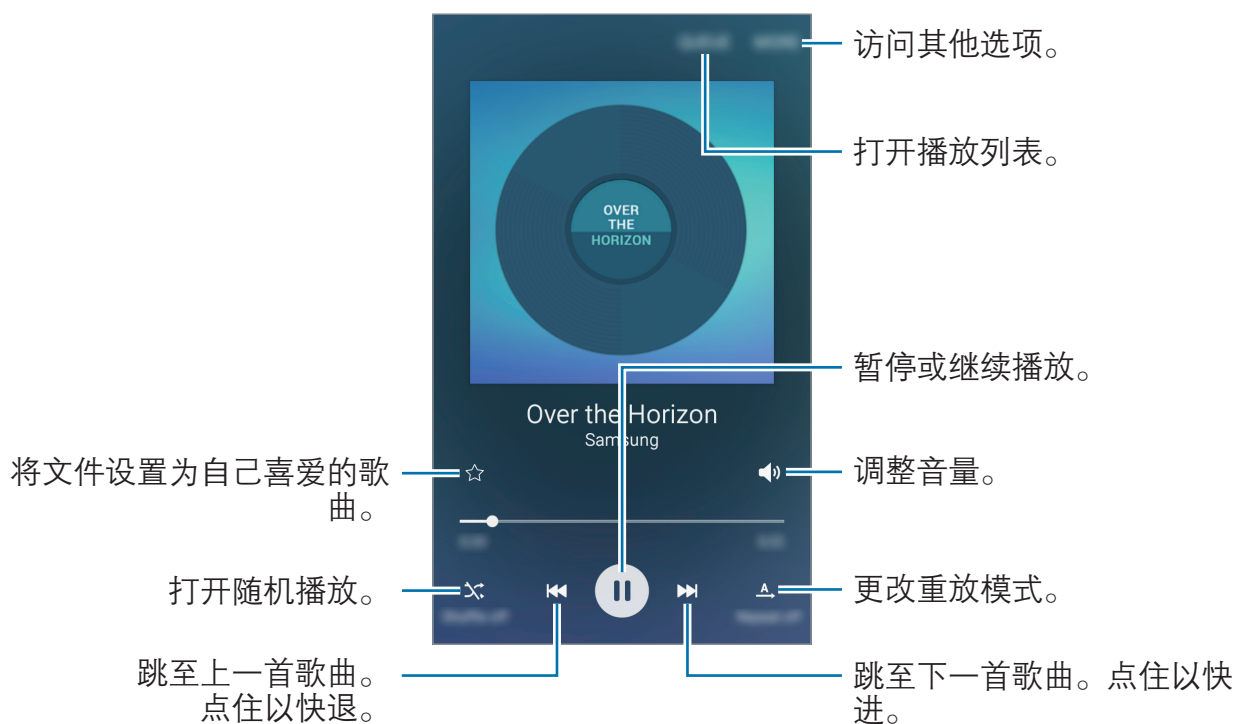 访问其他选项。
打开播放列表。
OVER
THE
HORIZON
暂停或继续播放。
Over the Horizon
Samsung
将文件设置为自己喜爱的歌
曲。
调整音量。
打开随机播放。
A
更改重放模式。
跳至上一首歌曲。
点住以快退。
跳至下一首歌曲。点住以快
进。